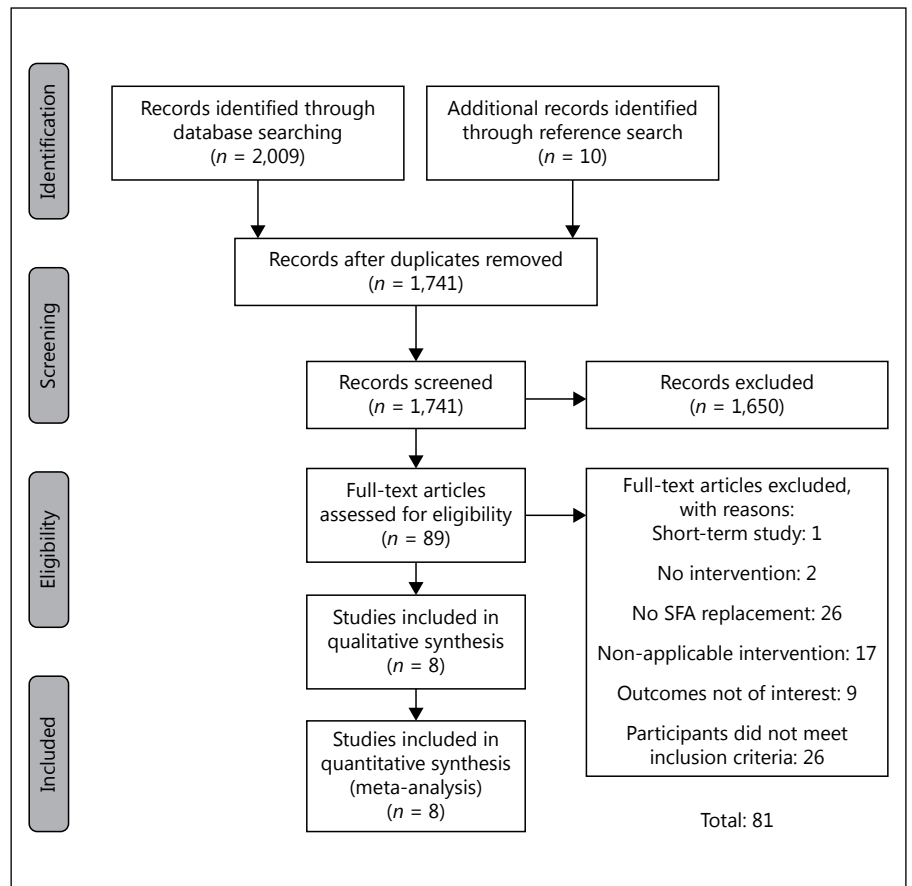 Identification
Records identified through
database searching
(n = 2,009)
Additional records identified
through reference search
(n = 10)
Records after duplicates removed
(n = 1,741)
Screening
Records screened
(n = 1,741)
Records excluded
(n = 1,650)
Eligibility
Full-text articles
assessed for eligibility
(n = 89)
Full-text articles excluded,
with reasons:
Short-term study: 1
No intervention: 2
No SFA replacement: 26
Non-applicable intervention: 17
Outcomes not of interest: 9
Participants did not meet
inclusion criteria: 26
Total: 81
Studies included in
qualitative synthesis
(n = 8)
Included
Studies included in
quantitative synthesis
(meta-analysis)
(n = 8)